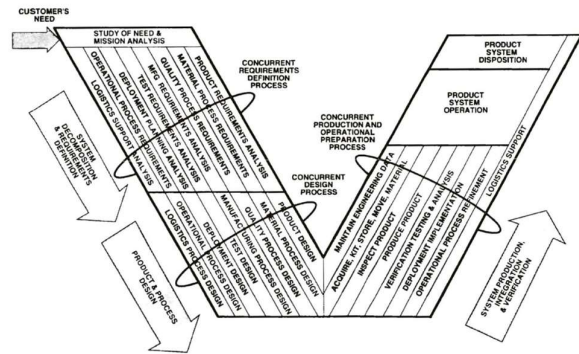 CUSTOMER'S
NEED
STUDY OF NEED &
MISSION ANALYSIS
PRODUCT REQUIREMENTS ANALYSIS
MATERIAL PROCESS REQUIREMENTS
QUALITY PROCESS REQUIREMENTS
MFG REQUIREMENTS ANALYSIS
TEST REQUIREMENTS ANALYSIS
DEPLOYMENT PLANNING ANALYSIS
OPERATIONAL PROCESS REQUIREMENTS
LOGISTICS SUPPORT ANALYSIS
CONCURRENT
REQUIREMENTS
DEFINITION
PROCESS
SYSTEM
DECOMPOSITION
& REQUIREMENTS
DEFINITION
CONCURRENT
DESIGN
PROCESS
PRODUCT DESIGN
MATERIAL PROCESS DESIGN
QUALITY PROCESS DESIGN
MANUFACTURING PROCESS DESIGN
TEST DESIGN
DEPLOYMENT DESIGN
OPERATIONAL PROCESS DESIGN
LOGISTICS PROCESS DESIGN
PRODUCT & PROCESS
DESIGN
CONCURRENT
PRODUCTION AND
OPERATIONAL
PREPARATION
PROCESS
PRODUCT
SYSTEM
DISPOSITION
PRODUCT
SYSTEM
OPERATION
MAINTAIN ENGINEERING DATA
ACQUIRE, KIT, STORE, MOVE, MATERIAL
INSPECT PRODUCT
PRODUCE PRODUCT
VERIFICATION TESTING & ANALYSIS
DEPLOYMENT IMPLEMENTATION
OPERATIONAL PROCESS REFINEMENT
LOGISTICS SUPPORT
SYSTEM PRODUCTION,
INTEGRATION,
& VERIFICATION